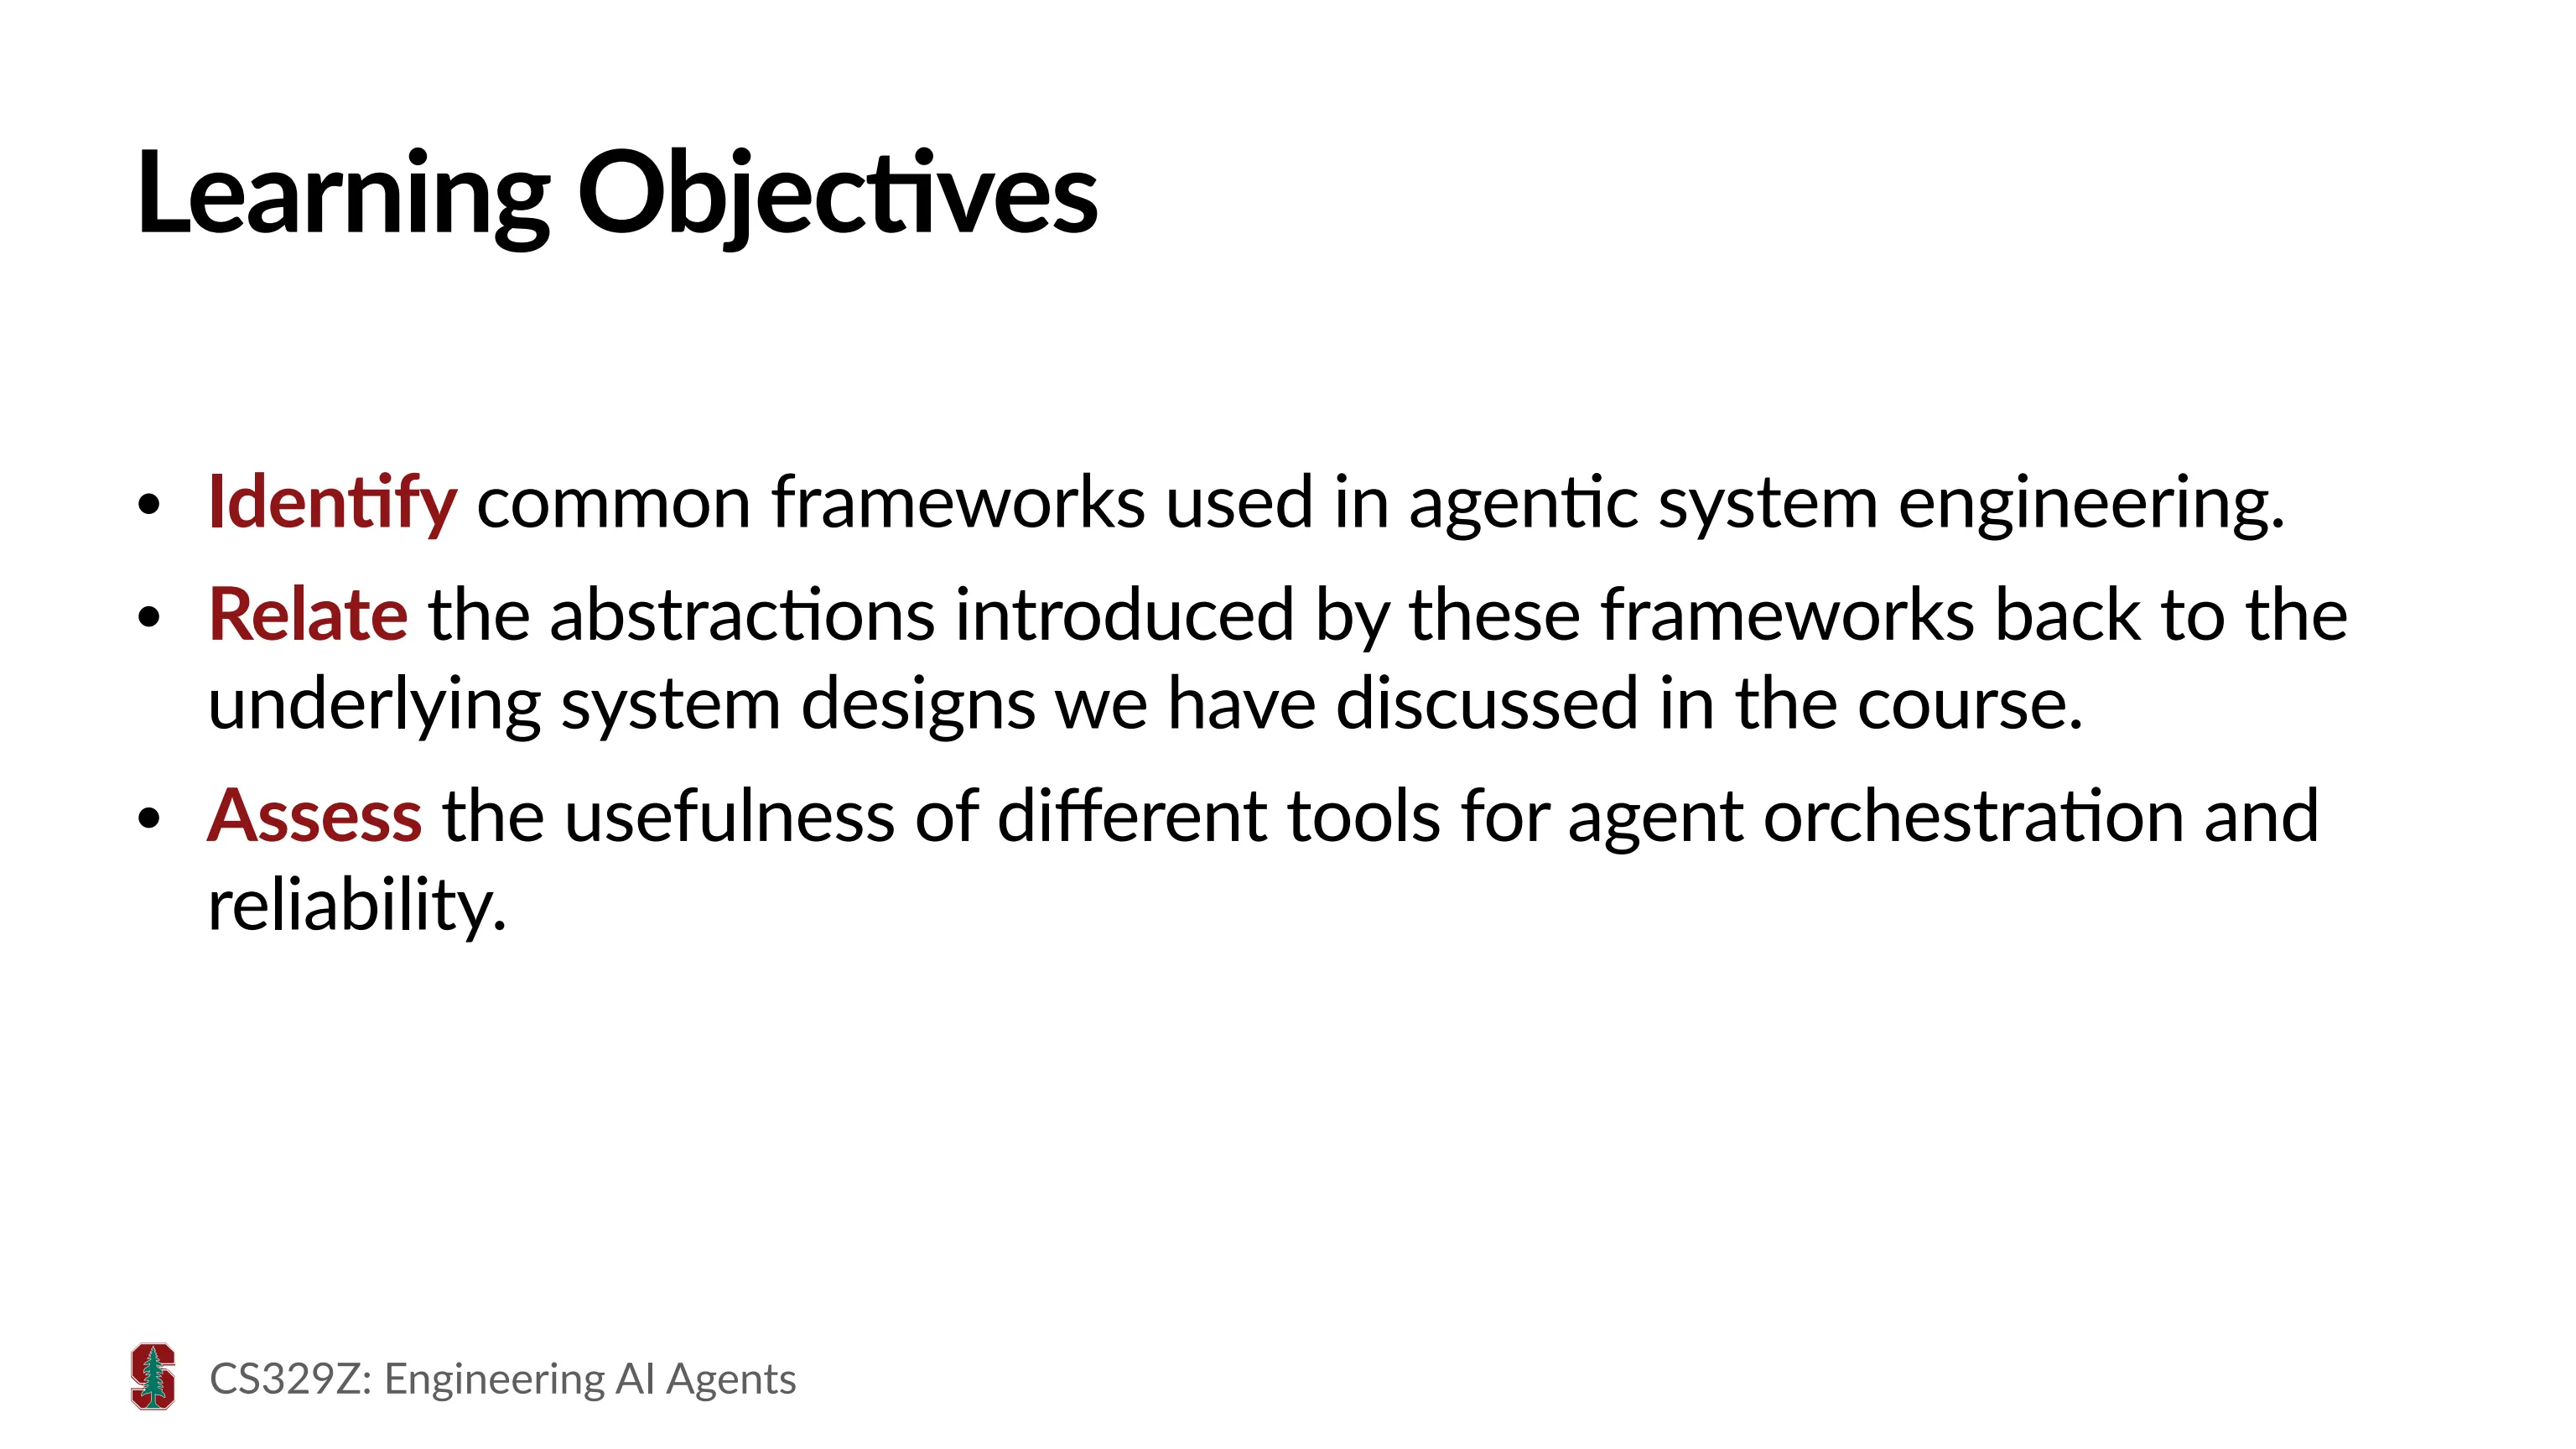 Learning Objectives
• Identify common frameworks used in agentic system engineering.
• Relate the abstractions introduced by these frameworks back to the
underlying system designs we have discussed in the course.
• Assess the usefulness of different tools for agent orchestration and
reliability.
S CS329Z: Engineering AI Agents